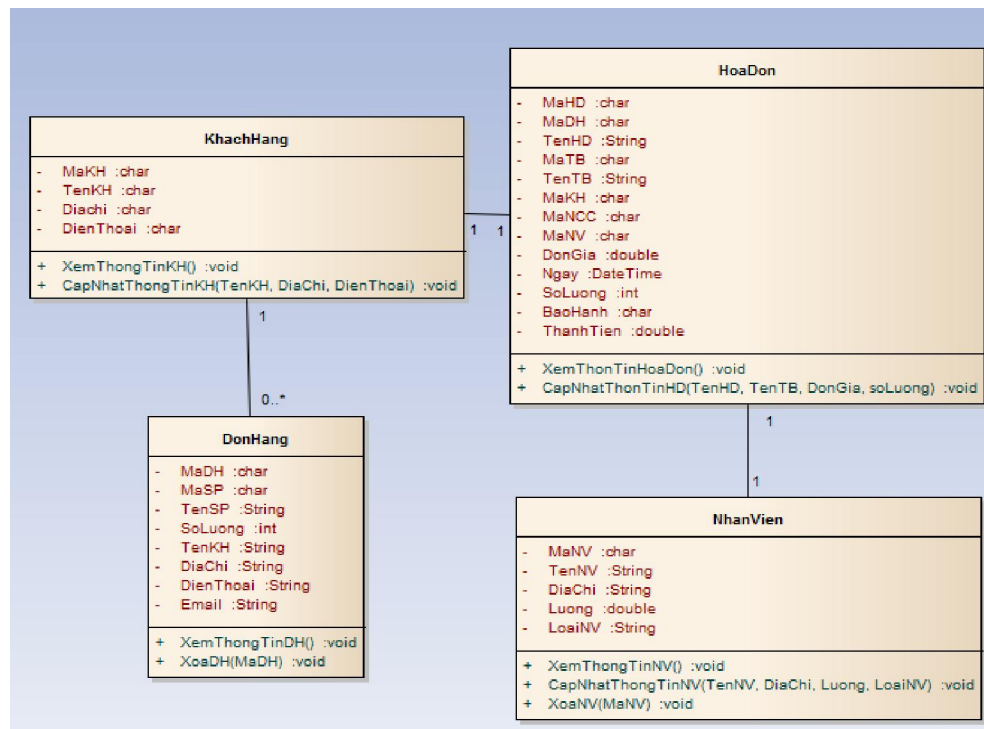 KhachHang
- MaKH :char
- TenKH :char
- Diachi :char
- DienThoai :char
+ XemThongTinKH() :void
+ CapNhatThongTinKH(TenKH, DiaChi, DienThoai) :void
1
1
HoaDon
- MaHD :char
- MaDH :char
- TenHD :String
- MaTB :char
- TenTB :String
- MaKH :char
- MaNCC :char
- MaNV :char
- DonGia :double
- Ngay :DateTime
- SoLuong :int
- BaoHanh :char
- ThanhTien :double
+ XemThonTinHoaDon() :void
+ CapNhatThonTinHD(TenHD, TenTB, DonGia, soLuong) :void
1
0..*
DonHang
- MaDH :char
- MaSP :char
- TenSP :String
- SoLuong :int
- TenKH :String
- DiaChi :String
- DienThoai :String
- Email :String
+ XemThongTinDH() :void
+ XoaDH(MaDH) :void
1
1
NhanVien
- MaNV :char
- TenNV :String
- DiaChi :String
- Luong :double
- LoaiNV :String
+ XemThongTinNV() :void
+ CapNhatThongTinNV(TenNV, DiaChi, Luong, LoaiNV) :void
+ XoaNV(MaNV) :void